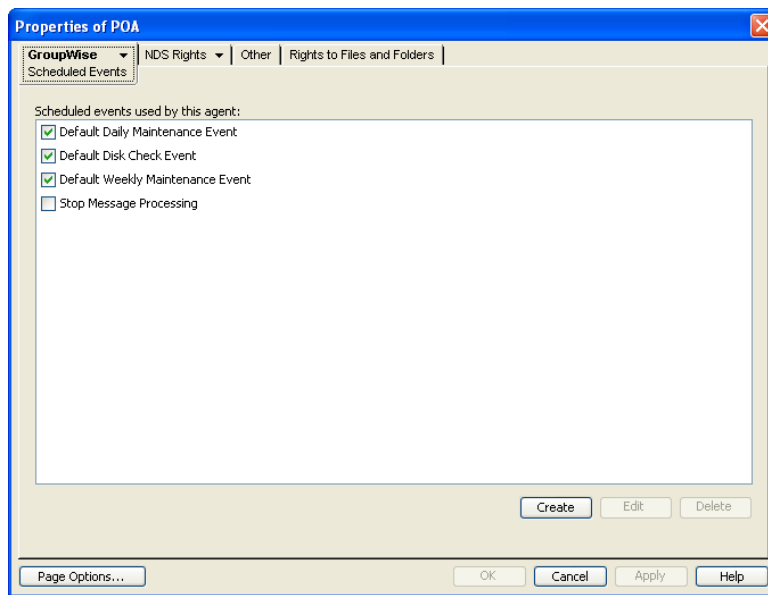 Properties of POA
GroupWise
NDS Rights
Other
Rights to Files and Folders
Scheduled Events
Scheduled events used by this agent:
Default Daily Maintenance Event
Default Disk Check Event
Default Weekly Maintenance Event
Stop Message Processing
Create
Edit
Delete
Page Options...
OK
Cancel
Apply
Help